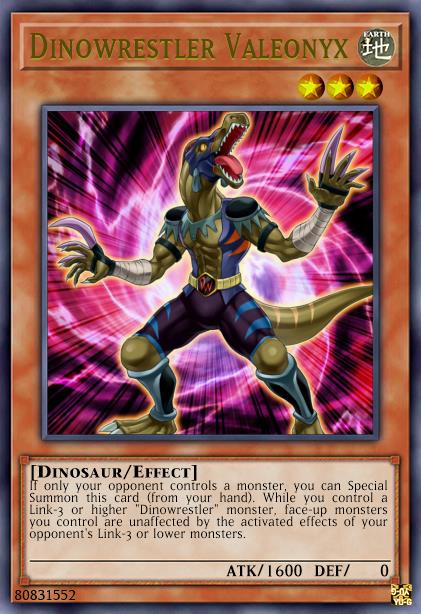 DINOWRESTLER VALEONYX
EARTH
地
[DINOSAUR/EFFECT]
If only your opponent controls a monster, you can Special
Summon this card (from your hand). While you control a
Link-3 or higher "Dinowrestler" monster, face-up monsters
you control are unaffected by the activated effects of your
opponent's Link-3 or lower monsters.
ATK/1600 DEF/ 0
80831552